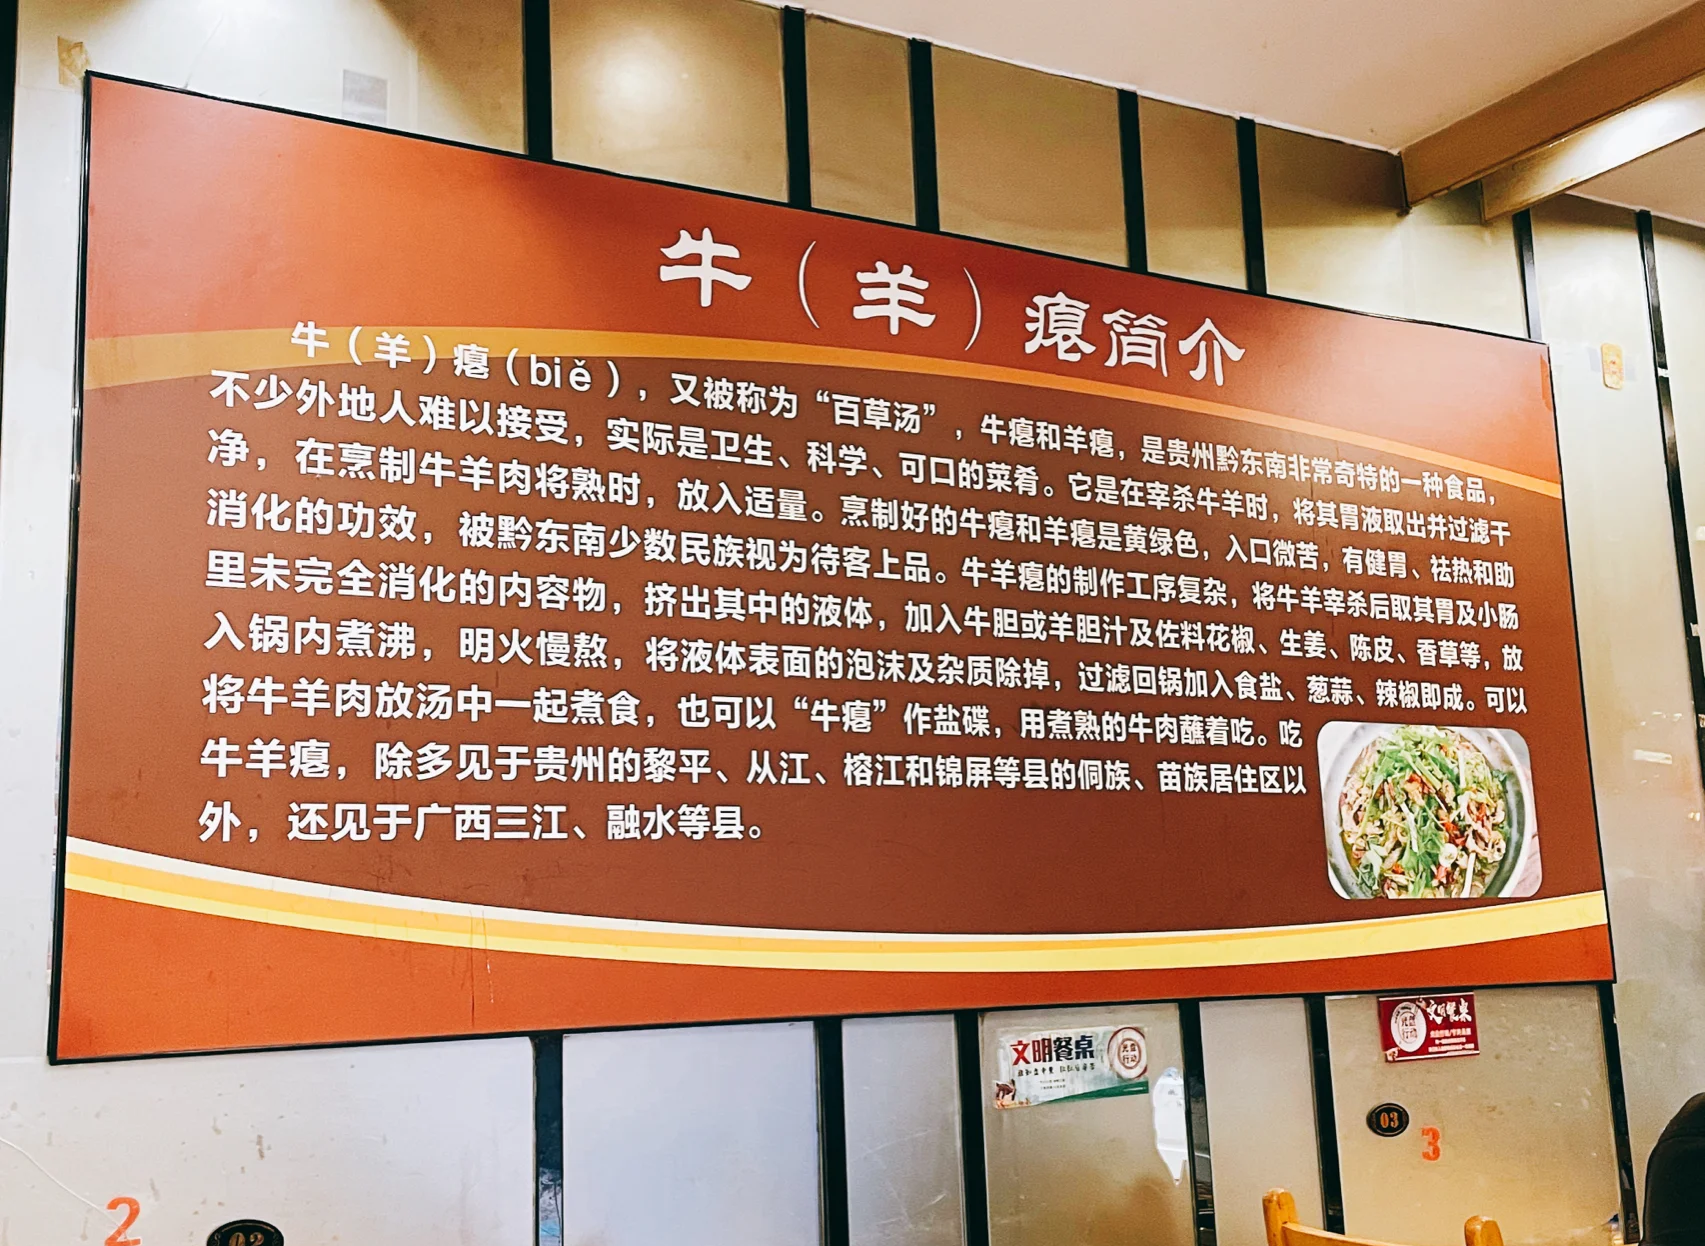 牛（羊）瘪简介
牛（羊）瘪（biě），又被称为“百草汤”，牛瘪和羊瘪，是贵州黔东南非常奇特的一种食品，
不少外地人难以接受，实际是卫生、科学、可口的菜肴。它是在宰杀牛羊时，将其胃液取出并过滤干
净，在烹制牛羊肉将熟时，放入适量。烹制好的牛瘪和羊瘪是黄绿色，入口微苦，有健胃、祛热和助
消化的功效，被黔东南少数民族视为待客上品。牛羊瘪的制作工序复杂，将牛羊宰杀后取其胃及小肠
里未完全消化的内容物，挤出其中的液体，加入牛胆或羊胆汁及佐料花椒、生姜、陈皮、香草等，放
入锅内煮沸，明火慢熬，将液体表面的泡沫及杂质除掉，过滤回锅加入食盐、葱蒜、辣椒即成。可以
将牛羊肉放汤中一起煮食，也可以“牛瘪”作盐碟，用煮熟的牛肉蘸着吃。吃
牛羊瘪，除多见于贵州的黎平、从江、榕江和锦屏等县的侗族、苗族居住区以
外，还见于广西三江、融水等县。
文明餐桌
光盘
行动
文明餐桌
光盘
行动
03
3
2
02